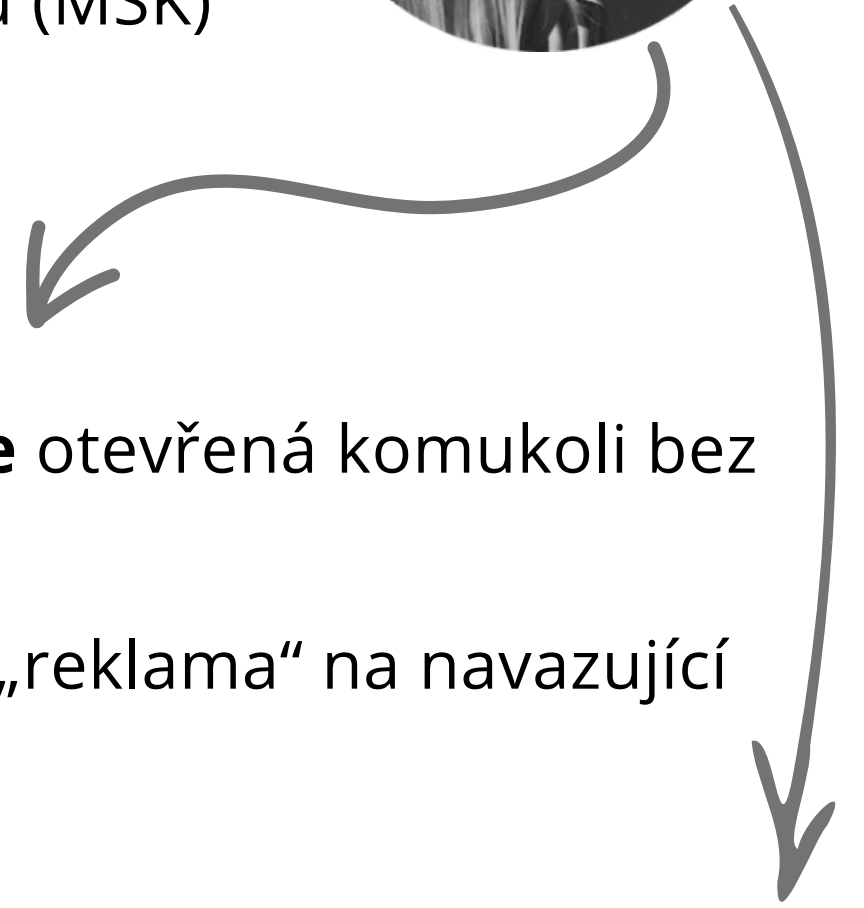 (MSK)
e otevřená komukoli bez
„reklama“ na navazující